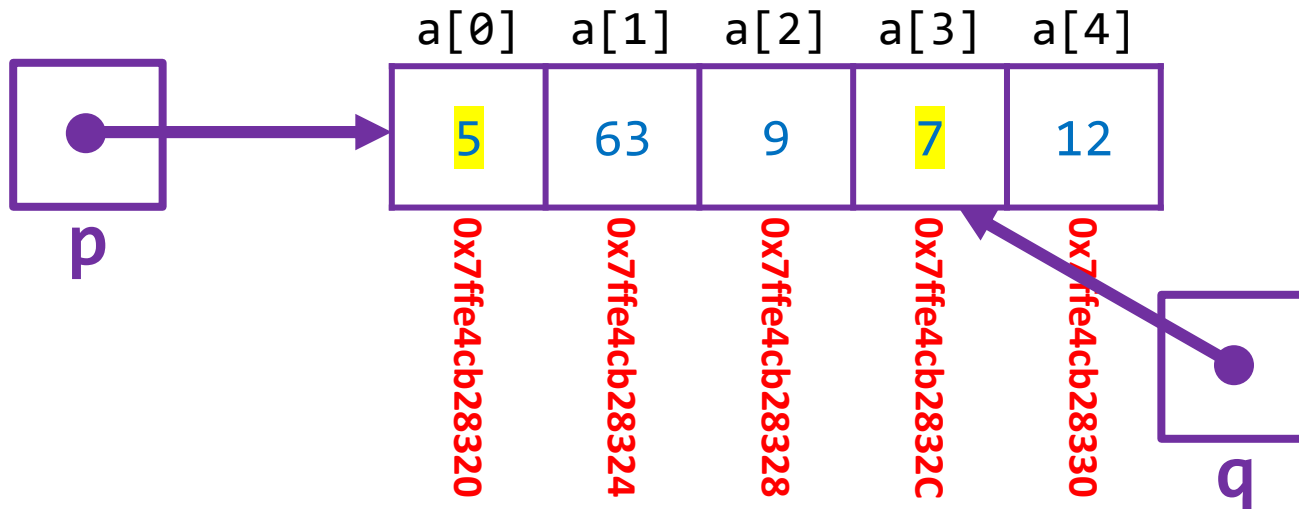 a[0] a[1] a[2] a[3] a[4]
5 63 9 7 12
p
0x7ffe4cb28320
0x7ffe4cb28324
0x7ffe4cb28328
0x7ffe4cb2832C
0x7ffe4cb28330
q